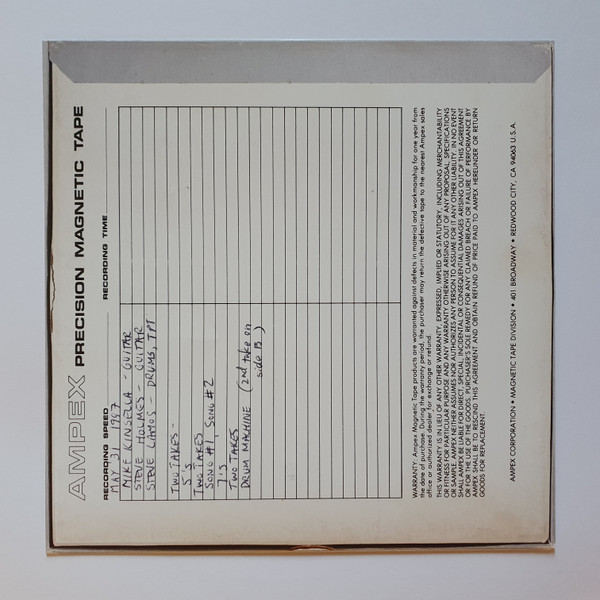 AMPEX PRECISION MAGNETIC TAPE
RECORDING SPEED RECORDING TIME
MAY 31 1997
MIKE KINSELLA - GUITAR
STEVE HOLMES - GUITAR
STEVE LAMOS - DRUMS, TPT
TWO TAKES -
5's
TWO TAKES
SONG #1, SONG #2
7's
TWO TAKES
DRUM MACHINE (2nd take on
side B.)
WARRANTY: Ampex Magnetic Tape products are warranted against defects in material and workmanship for one year from
the date of purchase. During the warranty period, the purchaser may return the defective tape to the nearest Ampex sales
office or authorized dealer for exchange or refund.
THIS WARRANTY IS IN LIEU OF ANY OTHER WARRANTY, EXPRESSED, IMPLIED OR STATUTORY, INCLUDING MERCHANTABILITY
OR FITNESS FOR PARTICULAR PURPOSE AND ANY WARRANTY OTHERWISE ARISING OUT OF ANY PROPOSAL, SPECIFICATIONS
OR SAMPLE. AMPEX NEITHER ASSUMES NOR AUTHORIZES ANY PERSON TO ASSUME FOR IT ANY OTHER LIABILITY. IN NO EVENT
SHALL AMPEX BE LIABLE FOR DIRECT, SPECIAL, INCIDENTAL OR CONSEQUENTIAL DAMAGES ARISING OUT OF THIS AGREEMENT
OR FOR THE USE OF THE GOODS. PURCHASER'S SOLE REMEDY FOR ANY CLAIMED BREACH OR FAILURE OF PERFORMANCE BY
AMPEX SHALL BE TO RESCIND THIS AGREEMENT AND OBTAIN REFUND OF PRICE PAID TO AMPEX HEREUNDER OR RETURN
GOODS FOR REPLACEMENT.
AMPEX CORPORATION • MAGNETIC TAPE DIVISION • 401 BROADWAY • REDWOOD CITY, CA 94063 U.S.A.